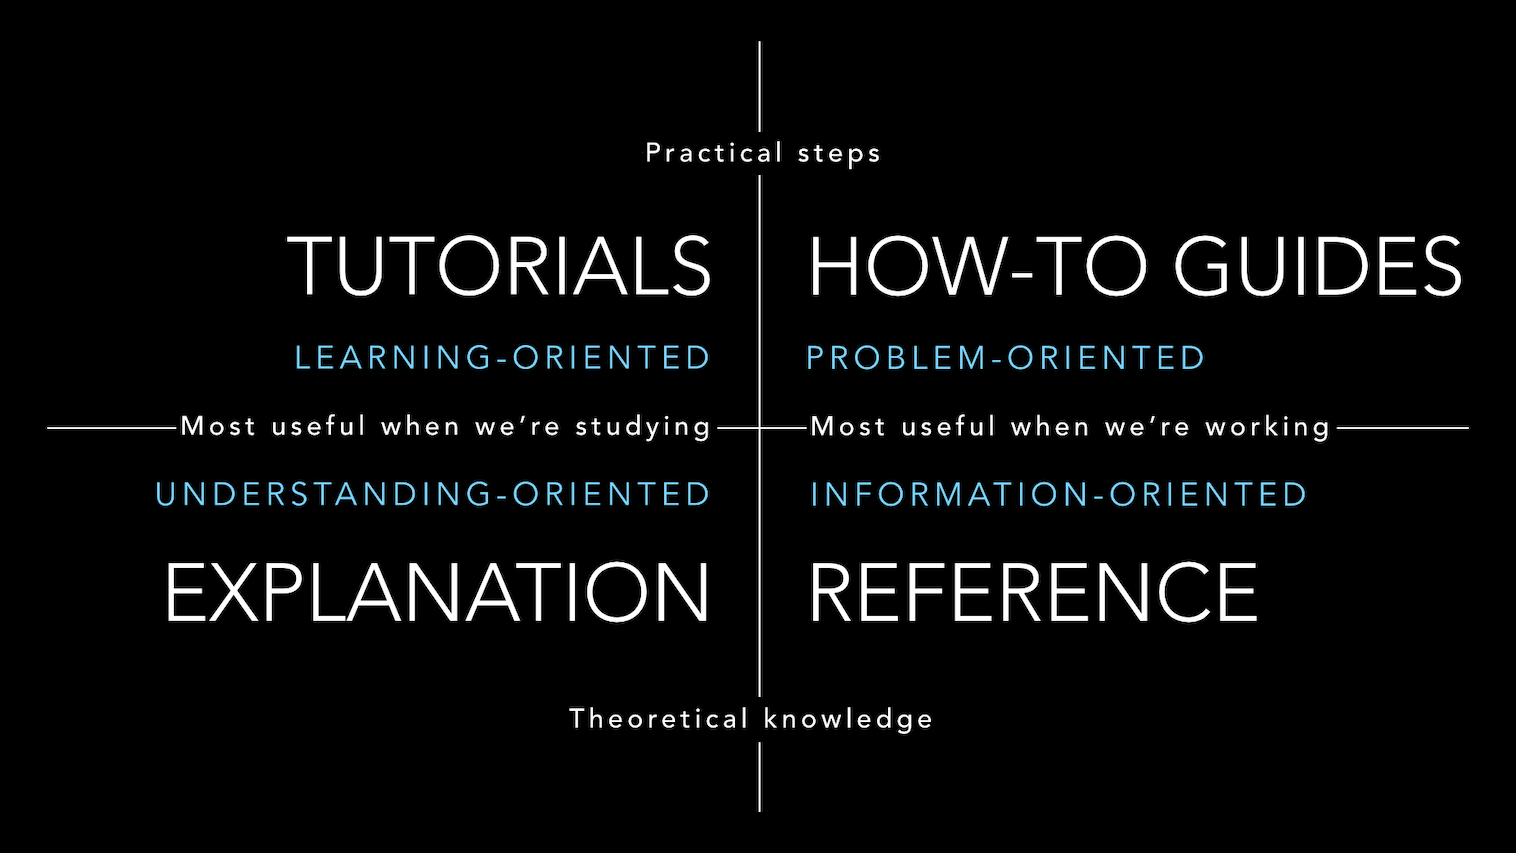 Practical steps
TUTORIALS
HOW-TO GUIDES
LEARNING-ORIENTED
PROBLEM-ORIENTED
Most useful when we’re studying
Most useful when we’re working
UNDERSTANDING-ORIENTED
INFORMATION-ORIENTED
EXPLANATION
REFERENCE
Theoretical knowledge